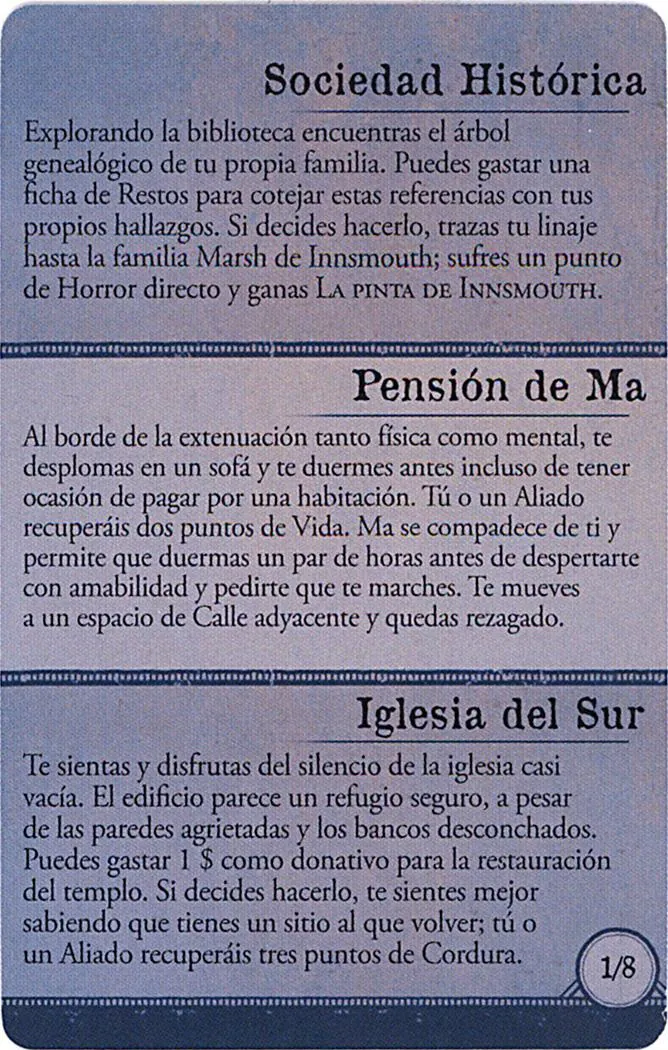 Sociedad Histórica
Explorando la biblioteca encuentras el árbol
genealógico de tu propia familia. Puedes gastar una
ficha de Restos para cotejar estas referencias con tus
propios hallazgos. Si decides hacerlo, trazas tu linaje
hasta la familia Marsh de Innsmouth; sufres un punto
de Horror directo y ganas LA PINTA DE INNSMOUTH.
Pensión de Ma
Al borde de la extenuación tanto física como mental, te
desplomas en un sofá y te duermes antes incluso de tener
ocasión de pagar por una habitación. Tú o un Aliado
recuperáis dos puntos de Vida. Ma se compadece de ti y
permite que duermas un par de horas antes de despertarte
con amabilidad y pedirte que te marches. Te mueves
a un espacio de Calle adyacente y quedas rezagado.
Iglesia del Sur
Te sientas y disfrutas del silencio de la iglesia casi
vacía. El edificio parece un refugio seguro, a pesar
de las paredes agrietadas y los bancos desconchados.
Puedes gastar 1 $ como donativo para la restauración
del templo. Si decides hacerlo, te sientes mejor
sabiendo que tienes un sitio al que volver; tú o
un Aliado recuperáis tres puntos de Cordura.
1/8